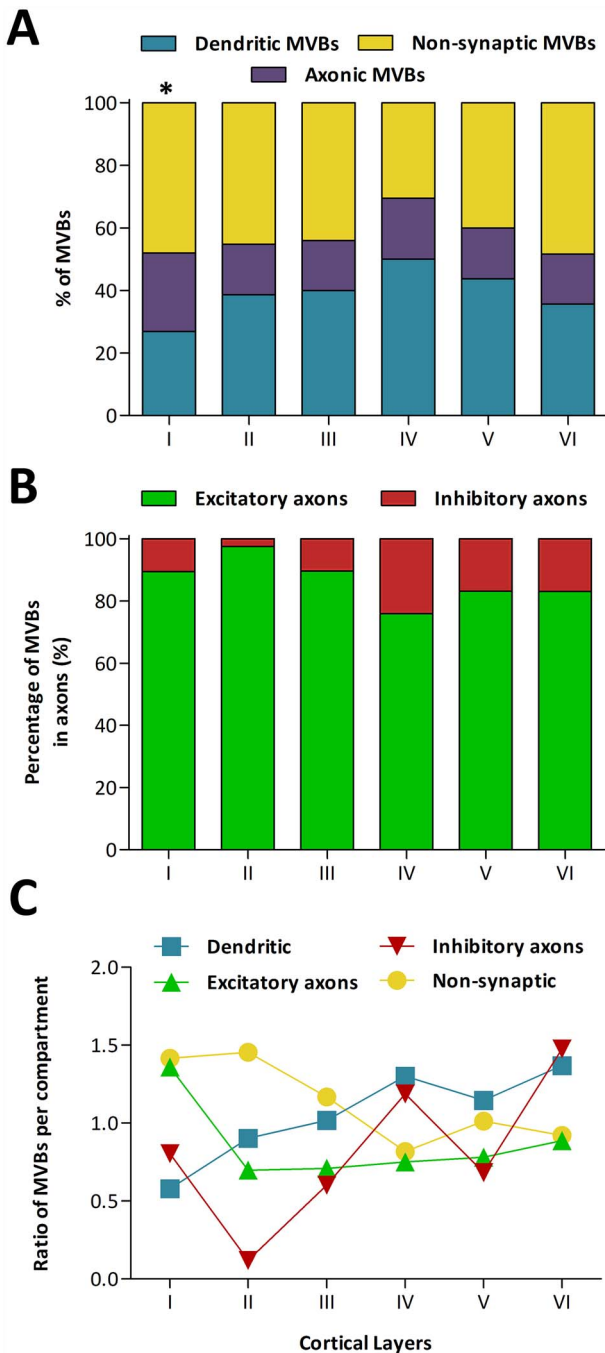 A
Dendritic MVBs Non-synaptic MVBs
Axonic MVBs
*
% of MVBs
100
80
60
40
20
0
I II III IV V VI
B
Excitatory axons Inhibitory axons
Percentage of MVBs
in axons (%)
100
80
60
40
20
0
I II III IV V VI
C
Dendritic Inhibitory axons
Excitatory axons Non-synaptic
Ratio of MVBs per compartment
2.0
1.5
1.0
0.5
0.0
I II III IV V VI
Cortical Layers